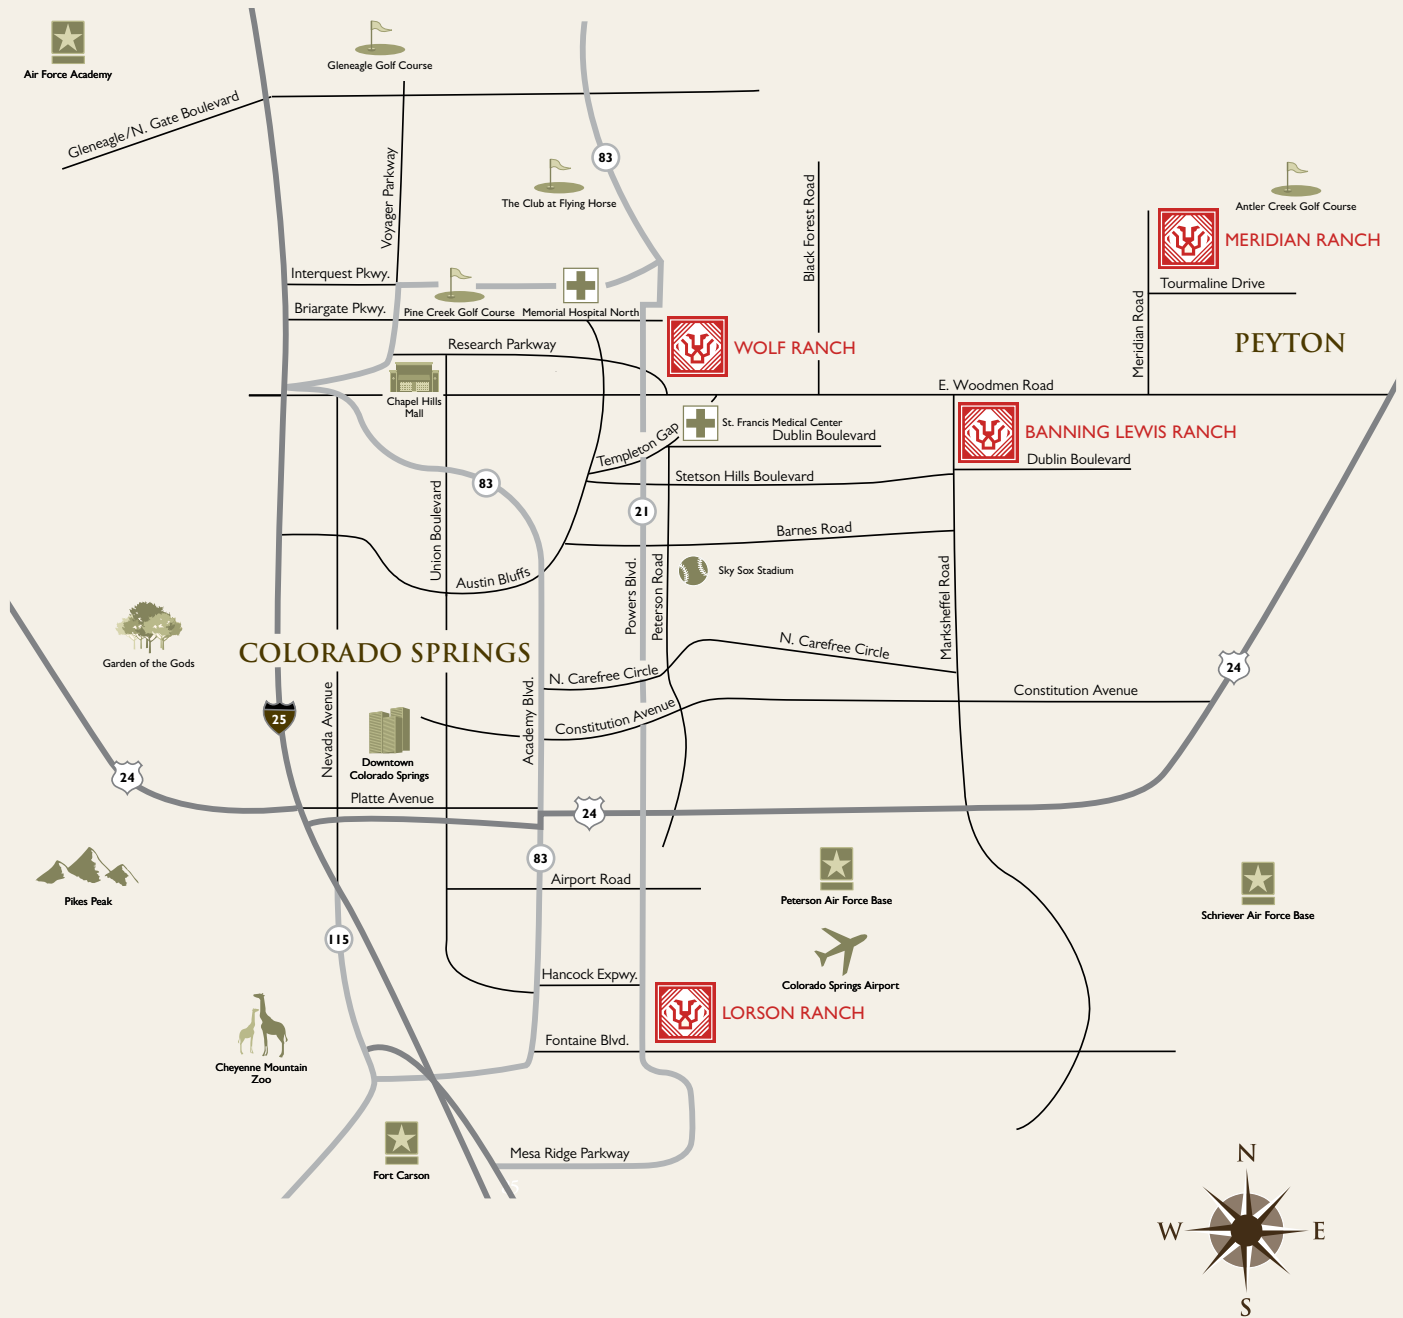 Air Force Academy
Gleneagle Golf Course
Gleneagle/N. Gate Boulevard
Voyager Parkway
83
The Club at Flying Horse
Black Forest Road
Antler Creek Golf Course
MERIDIAN RANCH
Tourmaline Drive
Meridian Road
PEYTON
Interquest Pkwy.
Briargate Pkwy.
Pine Creek Golf Course
Memorial Hospital North
Research Parkway
WOLF RANCH
Chapel Hills
Mall
E. Woodmen Road
St. Francis Medical Center
Dublin Boulevard
Templeton Gap
BANNING LEWIS RANCH
Dublin Boulevard
Stetson Hills Boulevard
83
21
Union Boulevard
Barnes Road
Austin Bluffs
Powers Blvd.
Peterson Road
Sky Sox Stadium
Marksheffel Road
Garden of the Gods
COLORADO SPRINGS
N. Carefree Circle
N. Carefree Circle
24
Constitution Avenue
Constitution Avenue
25
Nevada Avenue
Academy Blvd.
Downtown
Colorado Springs
24
Platte Avenue
24
83
Airport Road
Pikes Peak
Peterson Air Force Base
Schriever Air Force Base
115
Hancock Expwy.
Colorado Springs Airport
LORSON RANCH
Fontaine Blvd.
Cheyenne Mountain
Zoo
Fort Carson
Mesa Ridge Parkway
N
W
E
S